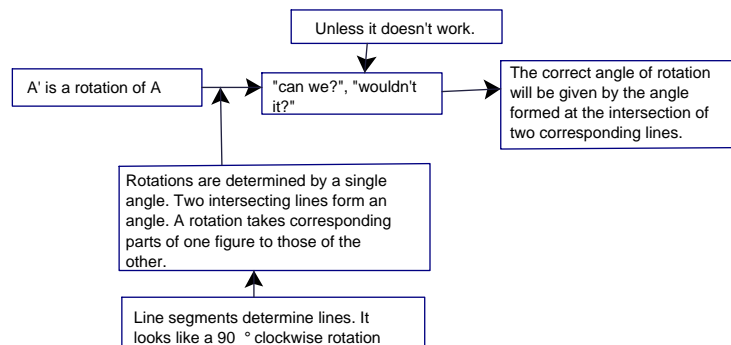 Unless it doesn't work.
A' is a rotation of A
"can we?", "wouldn't
it?"
The correct angle of rotation
will be given by the angle
formed at the intersection of
two corresponding lines.
Rotations are determined by a single
angle. Two intersecting lines form an
angle. A rotation takes corresponding
parts of one figure to those of the
other.
Line segments determine lines. It
looks like a 90 ° clockwise rotation